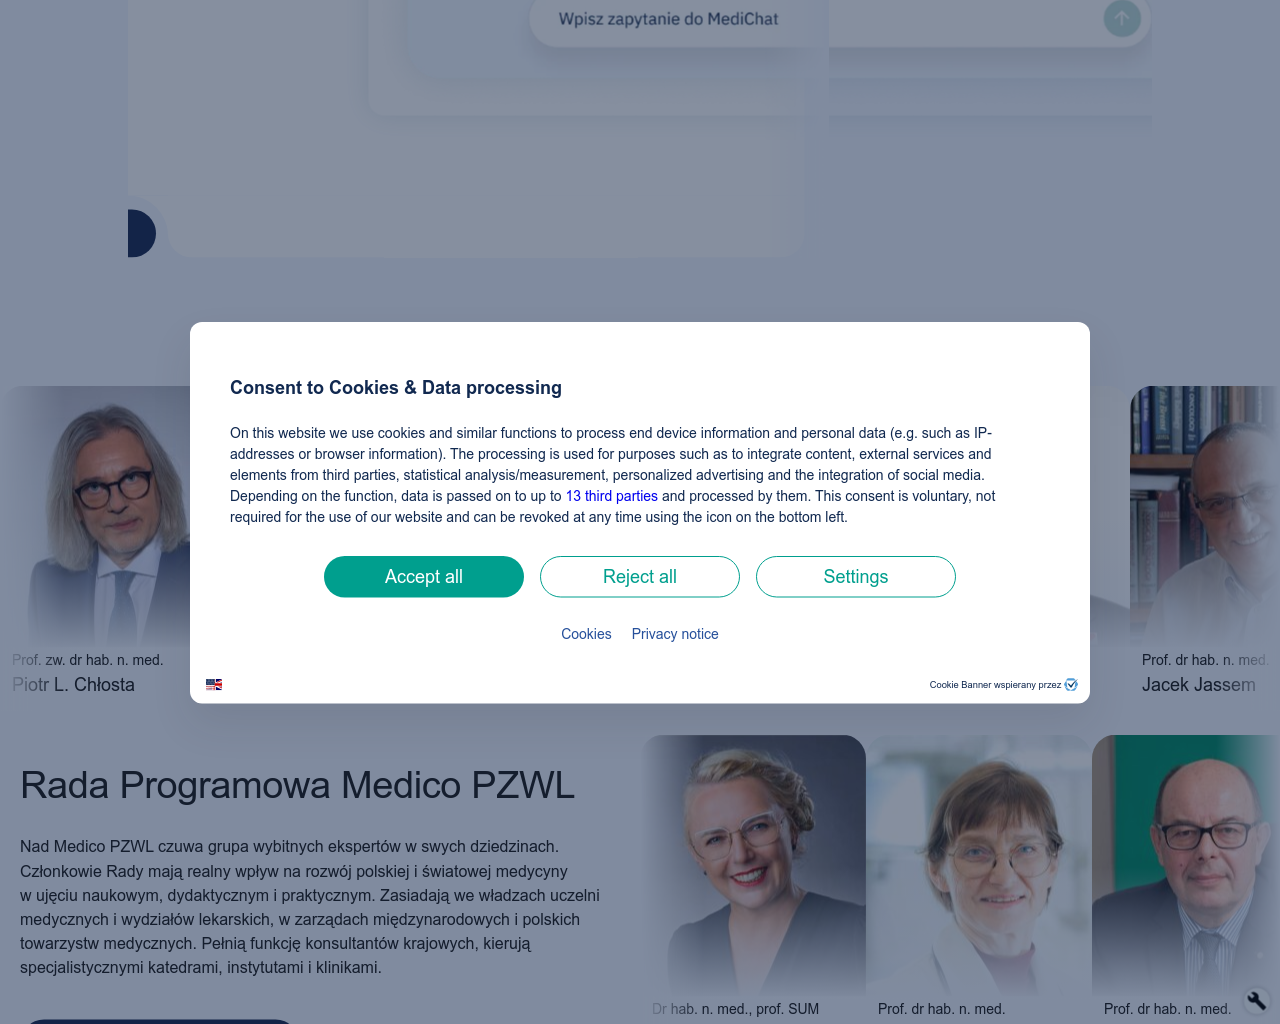 Wpisz zapytanie do MediChat
Consent to Cookies & Data processing
On this website we use cookies and similar functions to process end device information and personal data (e.g. such as IP-
addresses or browser information). The processing is used for purposes such as to integrate content, external services and
elements from third parties, statistical analysis/measurement, personalized advertising and the integration of social media.
Depending on the function, data is passed on to up to 13 third parties and processed by them. This consent is voluntary, not
required for the use of our website and can be revoked at any time using the icon on the bottom left.
Accept all
Reject all
Settings
Cookies
Privacy notice
Cookie Banner wspierany przez
Prof. zw. dr hab. n. med.
Piotr L. Chłosta
Prof. dr hab. n. med.
Jacek Jassem
Rada Programowa Medico PZWL
Nad Medico PZWL czuwa grupa wybitnych ekspertów w swych dziedzinach.
Członkowie Rady mają realny wpływ na rozwój polskiej i światowej medycyny
w ujęciu naukowym, dydaktycznym i praktycznym. Zasiadają we władzach uczelni
medycznych i wydziałów lekarskich, w zarządach międzynarodowych i polskich
towarzystw medycznych. Pełnią funkcję konsultantów krajowych, kierują
specjalistycznymi katedrami, instytutami i klinikami.
Dr hab. n. med., prof. SUM
Prof. dr hab. n. med.
Prof. dr hab. n. med.